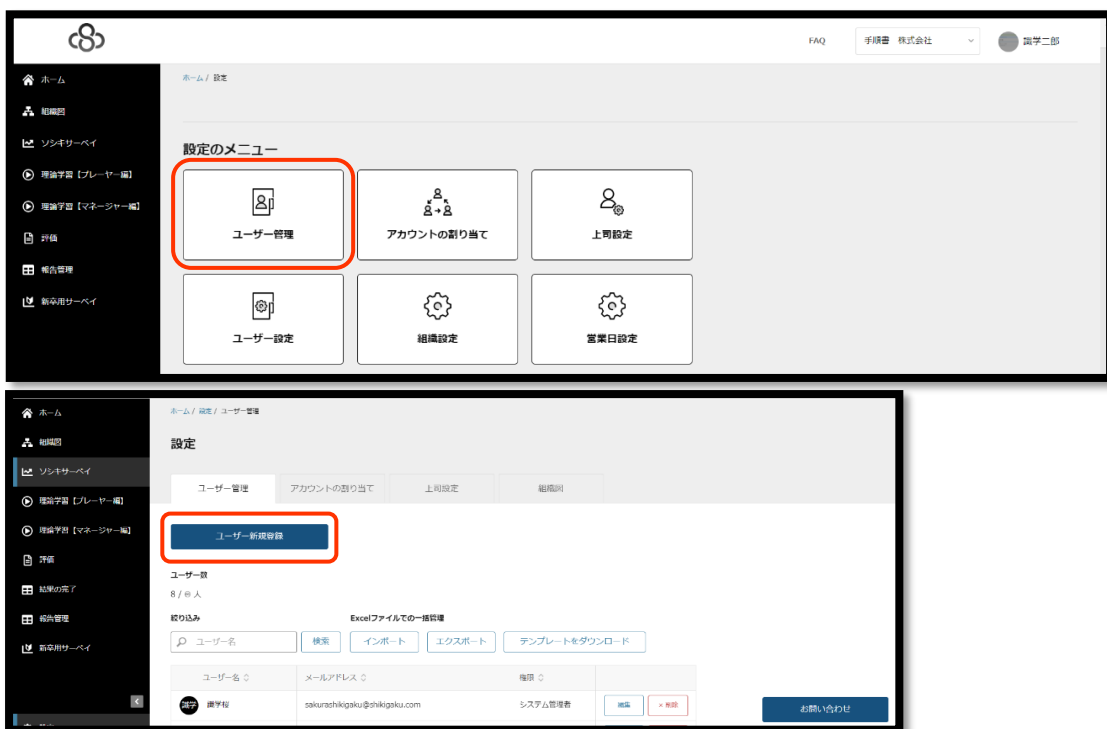 FAQ 手順書 株式会社 識学二郎
ホーム
組織図
ソシキサーベイ
理論学習【プレーヤー編】
理論学習【マネージャー編】
評価
報告管理
新卒用サーベイ
ホーム / 設定
設定のメニュー
ユーザー管理 アカウントの割り当て 上司設定
ユーザー設定 組織設定 営業日設定
ホーム
組織図
ソシキサーベイ
理論学習【プレーヤー編】
理論学習【マネージャー編】
評価
結果の完了
報告管理
新卒用サーベイ
ホーム / 設定 / ユーザー管理
設定
ユーザー管理 アカウントの割り当て 上司設定 組織図
ユーザー新規登録
ユーザー数
8 / ∞ 人
絞り込み Excelファイルでの一括管理
ユーザー名 検索 インポート エクスポート テンプレートをダウンロード
ユーザー名 メールアドレス 権限
識学 識学桜 sakurashikigaku@shikigaku.com システム管理者 編集 × 削除
お問い合わせ